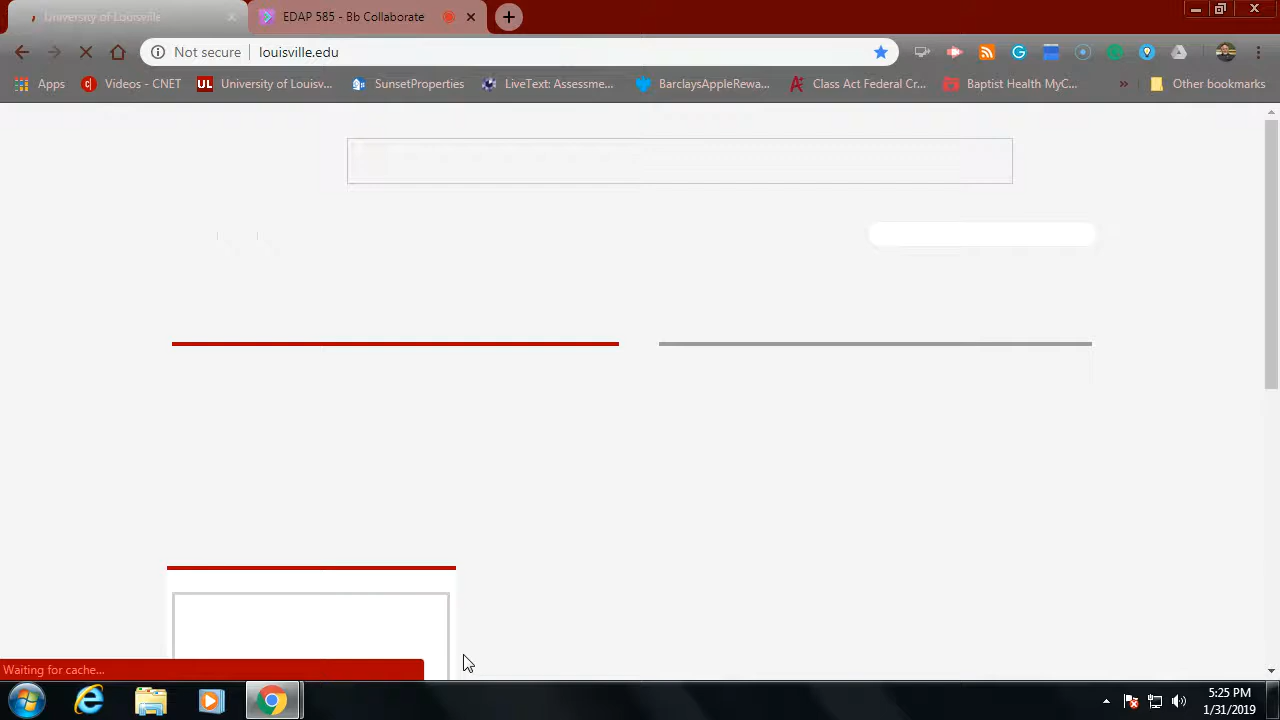 University of Louisville
EDAP 585 - Bb Collaborate
Not secure
louisville.edu
Apps
Videos - CNET
UL
University of Louisv...
SunsetProperties
LiveText: Assessme...
BarclaysAppleRewa...
Class Act Federal Cr...
Baptist Health MyC...
»
Other bookmarks
Waiting for cache...
5:25 PM
1/31/2019